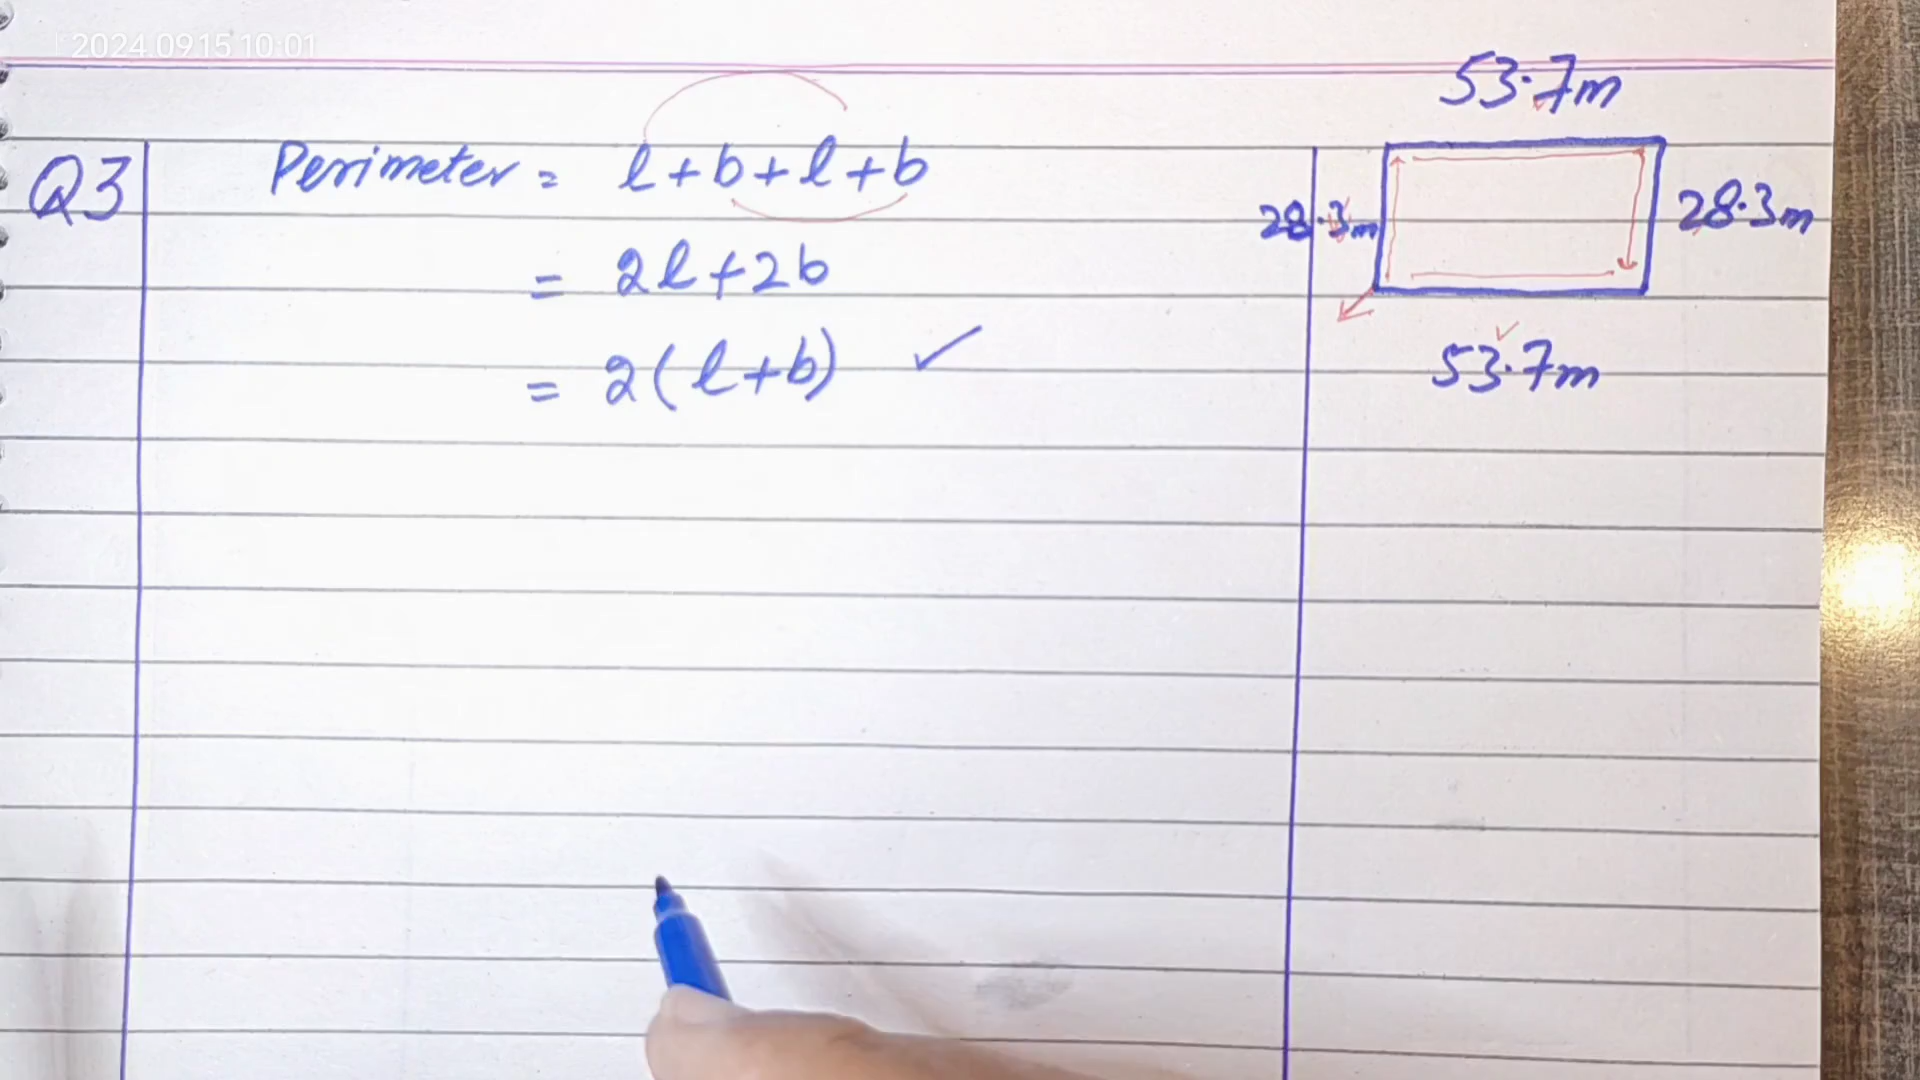 2024.09.15 10:01
53.7m
Q3 Perimeter = l+b+l+b
28.3m 28.3m
= 2l+2b
= 2(l+b) ✓
53.7m